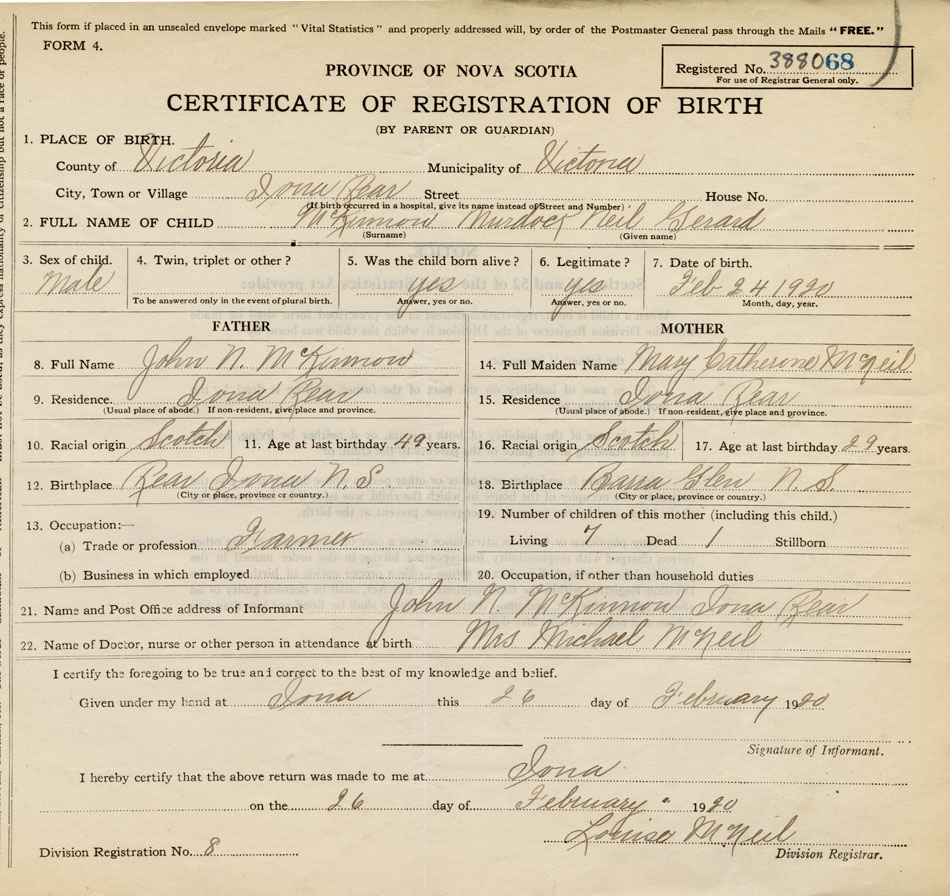 This form if placed in an unsealed envelope marked "Vital Statistics" and properly addressed will, by order of the Postmaster General pass through the Mails "FREE."
FORM 4.
Registered No. 388068
For use of Registrar General only.
PROVINCE OF NOVA SCOTIA
CERTIFICATE OF REGISTRATION OF BIRTH
(BY PARENT OR GUARDIAN)
1. PLACE OF BIRTH.
County of Victoria Municipality of Victoria
City, Town or Village Iona Rear Street House No.
(If birth occurred in a hospital, give its name instead of Street and Number)
2. FULL NAME OF CHILD McKinnon Murdock Neil Gerard
(Surname) (Given name)
3. Sex of child. 4. Twin, triplet or other? 5. Was the child born alive? 6. Legitimate? 7. Date of birth.
Male yes yes Feb 24 1920
To be answered only in the event of plural birth. Answer, yes or no. Answer, yes or no. Month, day, year.
FATHER
8. Full Name John N. McKinnon
9. Residence. Iona Rear
(Usual place of abode.) If non-resident, give place and province.
10. Racial origin Scotch 11. Age at last birthday 49 years.
12. Birthplace Rear Iona N.S
(City or place, province or country.)
13. Occupation:—
(a) Trade or profession Farmer
(b) Business in which employed
MOTHER
14. Full Maiden Name Mary Catherine McNeil
15. Residence Iona Rear
(Usual place of abode.) If non-resident, give place and province.
16. Racial origin Scotch 17. Age at last birthday 29 years.
18. Birthplace Barra Glen N.S.
(City or place, province or country.)
19. Number of children of this mother (including this child.)
Living 7 Dead 1 Stillborn
20. Occupation, if other than household duties
21. Name and Post Office address of Informant John N. McKinnon Iona Rear
22. Name of Doctor, nurse or other person in attendance at birth Mrs Michael McNeil
I certify the foregoing to be true and correct to the best of my knowledge and belief.
Given under my hand at Iona this 26 day of February 1920
Signature of Informant.
I hereby certify that the above return was made to me at Iona
on the 26 day of February 1920
Louise McNeil
Division Registration No. 8 Division Registrar.